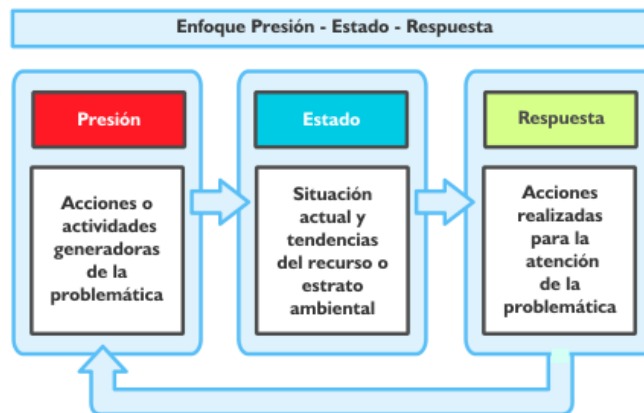 Enfoque Presión - Estado - Respuesta
Presión
Acciones o
actividades
generadoras
de la
problemática
Estado
Situación
actual y
tendencias
del recurso o
estrato
ambiental
Respuesta
Acciones
realizadas
para la
atención
de la
problemática